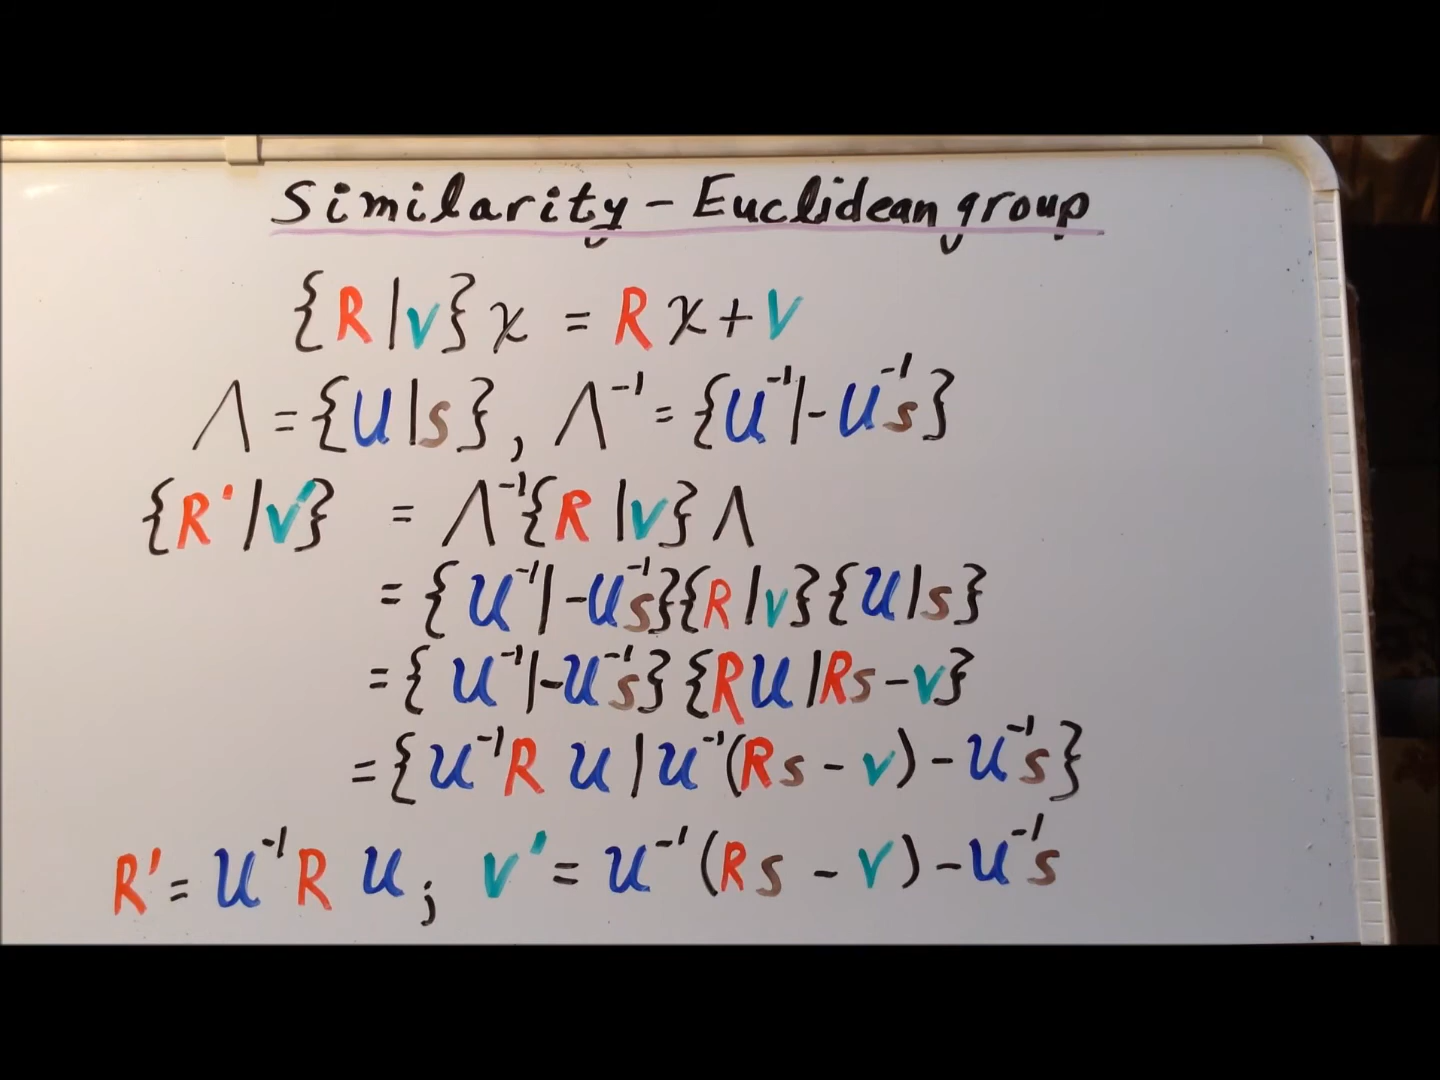 Similarity - Euclidean group
{R|v}x = Rx+v
Λ = {U|s}, Λ⁻¹ = {U⁻¹|-U⁻¹s}
{R'|v'} = Λ⁻¹{R|v}Λ
= {U⁻¹|-U⁻¹s}{R|v}{U|s}
= {U⁻¹|-U⁻¹s}{RU|Rs-v}
= {U⁻¹R U|U⁻¹(Rs - v) - U⁻¹s}
R' = U⁻¹R U; v' = U⁻¹(Rs - v) - U⁻¹s